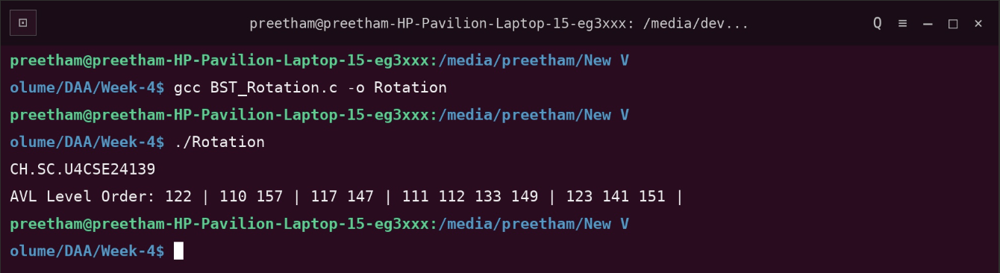 preetham@preetham-HP-Pavilion-Laptop-15-eg3xxx: /media/dev...
preetham@preetham-HP-Pavilion-Laptop-15-eg3xxx:/media/preetham/New V
olume/DAA/Week-4$ gcc BST_Rotation.c -o Rotation
preetham@preetham-HP-Pavilion-Laptop-15-eg3xxx:/media/preetham/New V
olume/DAA/Week-4$ ./Rotation
CH.SC.U4CSE24139
AVL Level Order: 122 | 110 157 | 117 147 | 111 112 133 149 | 123 141 151 |
preetham@preetham-HP-Pavilion-Laptop-15-eg3xxx:/media/preetham/New V
olume/DAA/Week-4$